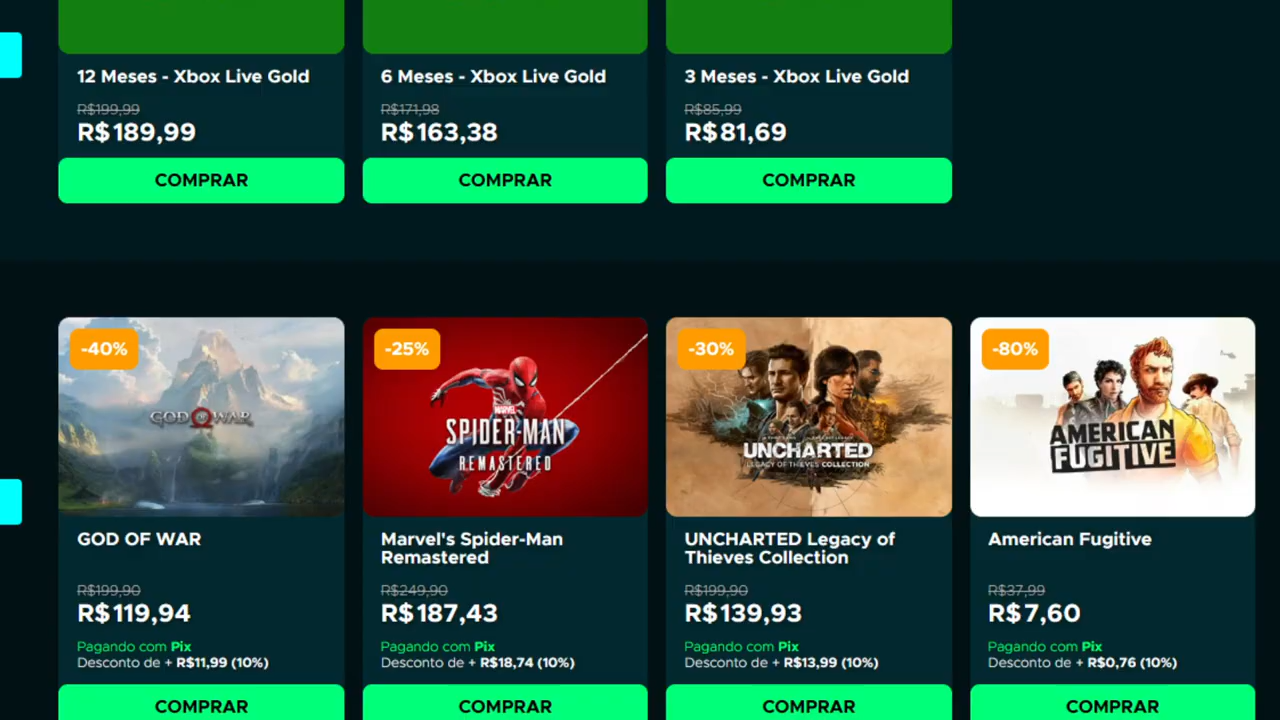 12 Meses - Xbox Live Gold
R$199,99
R$189,99
COMPRAR
6 Meses - Xbox Live Gold
R$171,98
R$163,38
COMPRAR
3 Meses - Xbox Live Gold
R$85,99
R$81,69
COMPRAR
-40%
GOD OF WAR
GOD OF WAR
R$199,90
R$119,94
Pagando com Pix
Desconto de + R$11,99 (10%)
COMPRAR
-25%
MARVEL
SPIDER-MAN
REMASTERED
Marvel's Spider-Man
Remastered
R$249,90
R$187,43
Pagando com Pix
Desconto de + R$18,74 (10%)
COMPRAR
-30%
UNCHARTED
LEGACY OF THIEVES COLLECTION
UNCHARTED Legacy of
Thieves Collection
R$199,90
R$139,93
Pagando com Pix
Desconto de + R$13,99 (10%)
COMPRAR
-80%
AMERICAN
FUGITIVE
American Fugitive
R$37,99
R$7,60
Pagando com Pix
Desconto de + R$0,76 (10%)
COMPRAR